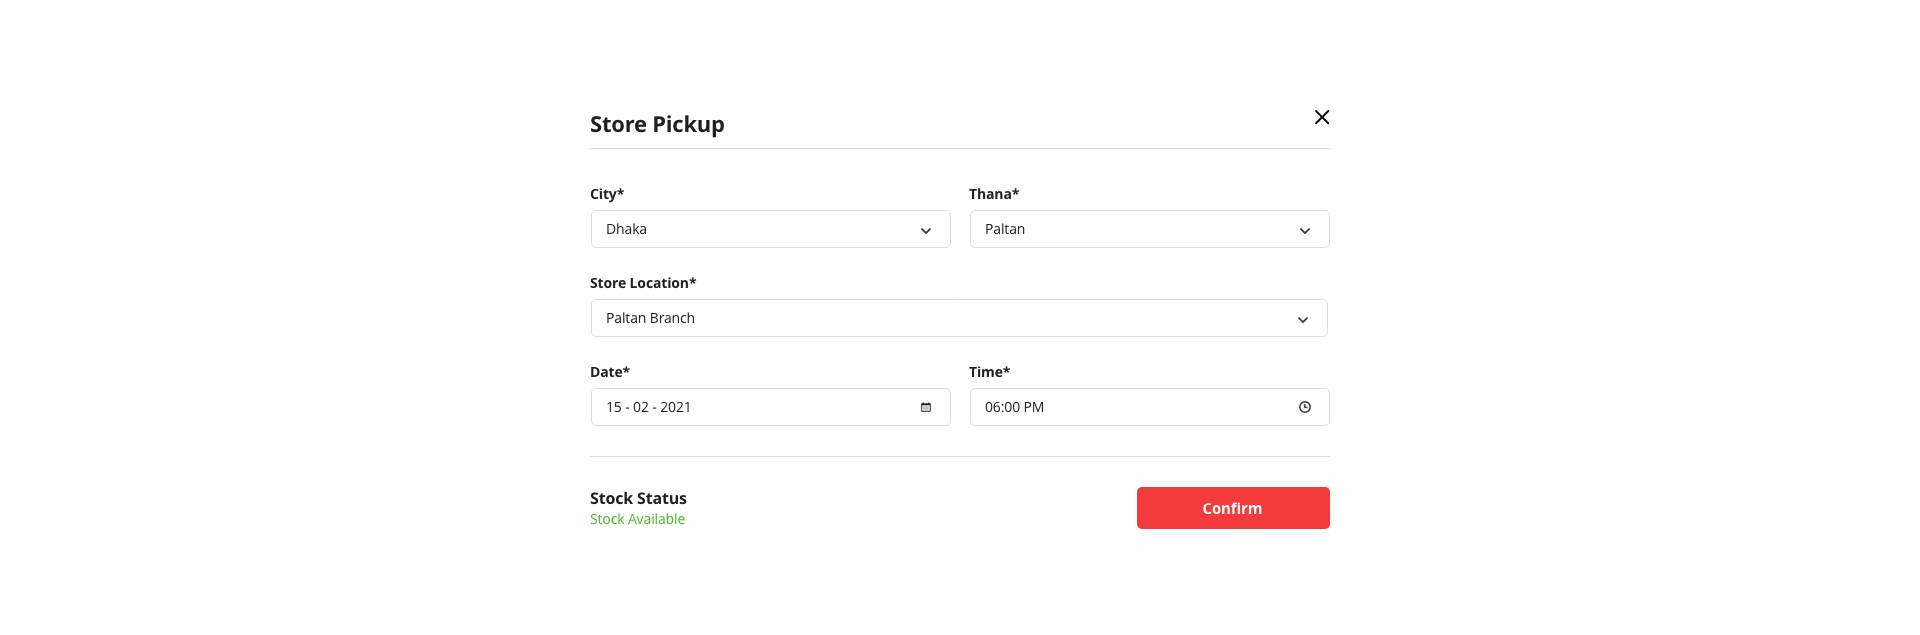 Store Pickup
City*
Thana*
Dhaka
Paltan
Store Location*
Paltan Branch
Date*
Time*
15 - 02 - 2021
06:00 PM
Stock Status
Stock Available
Confirm